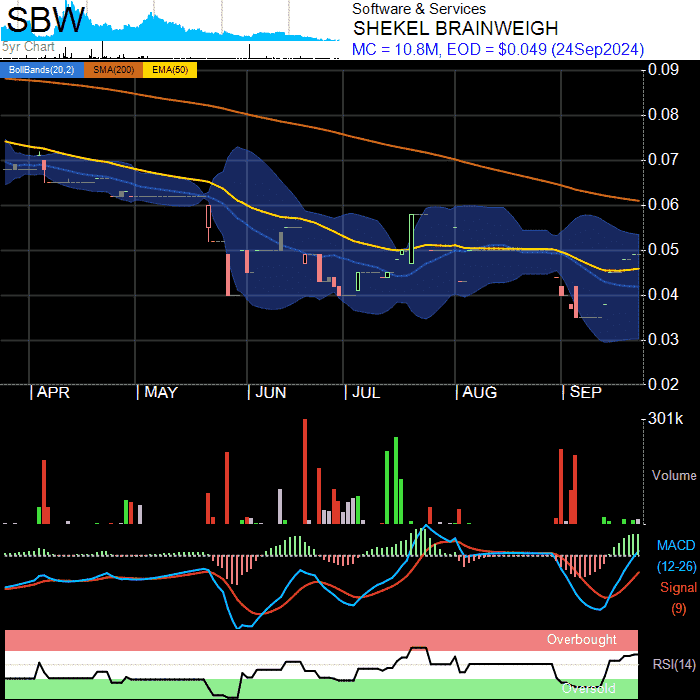 SBW
Software & Services
SHEKEL BRAINWEIGH
5yr Chart
MC = 10.8M, EOD = $0.049 (24Sep2024)
BollBands(20,2) SMA(200) EMA(50)
0.09
0.08
0.07
0.06
0.05
0.04
0.03
0.02
APR MAY JUN JUL AUG SEP
301k
Volume
MACD
(12-26)
Signal
(9)
Overbought
RSI(14)
Oversold